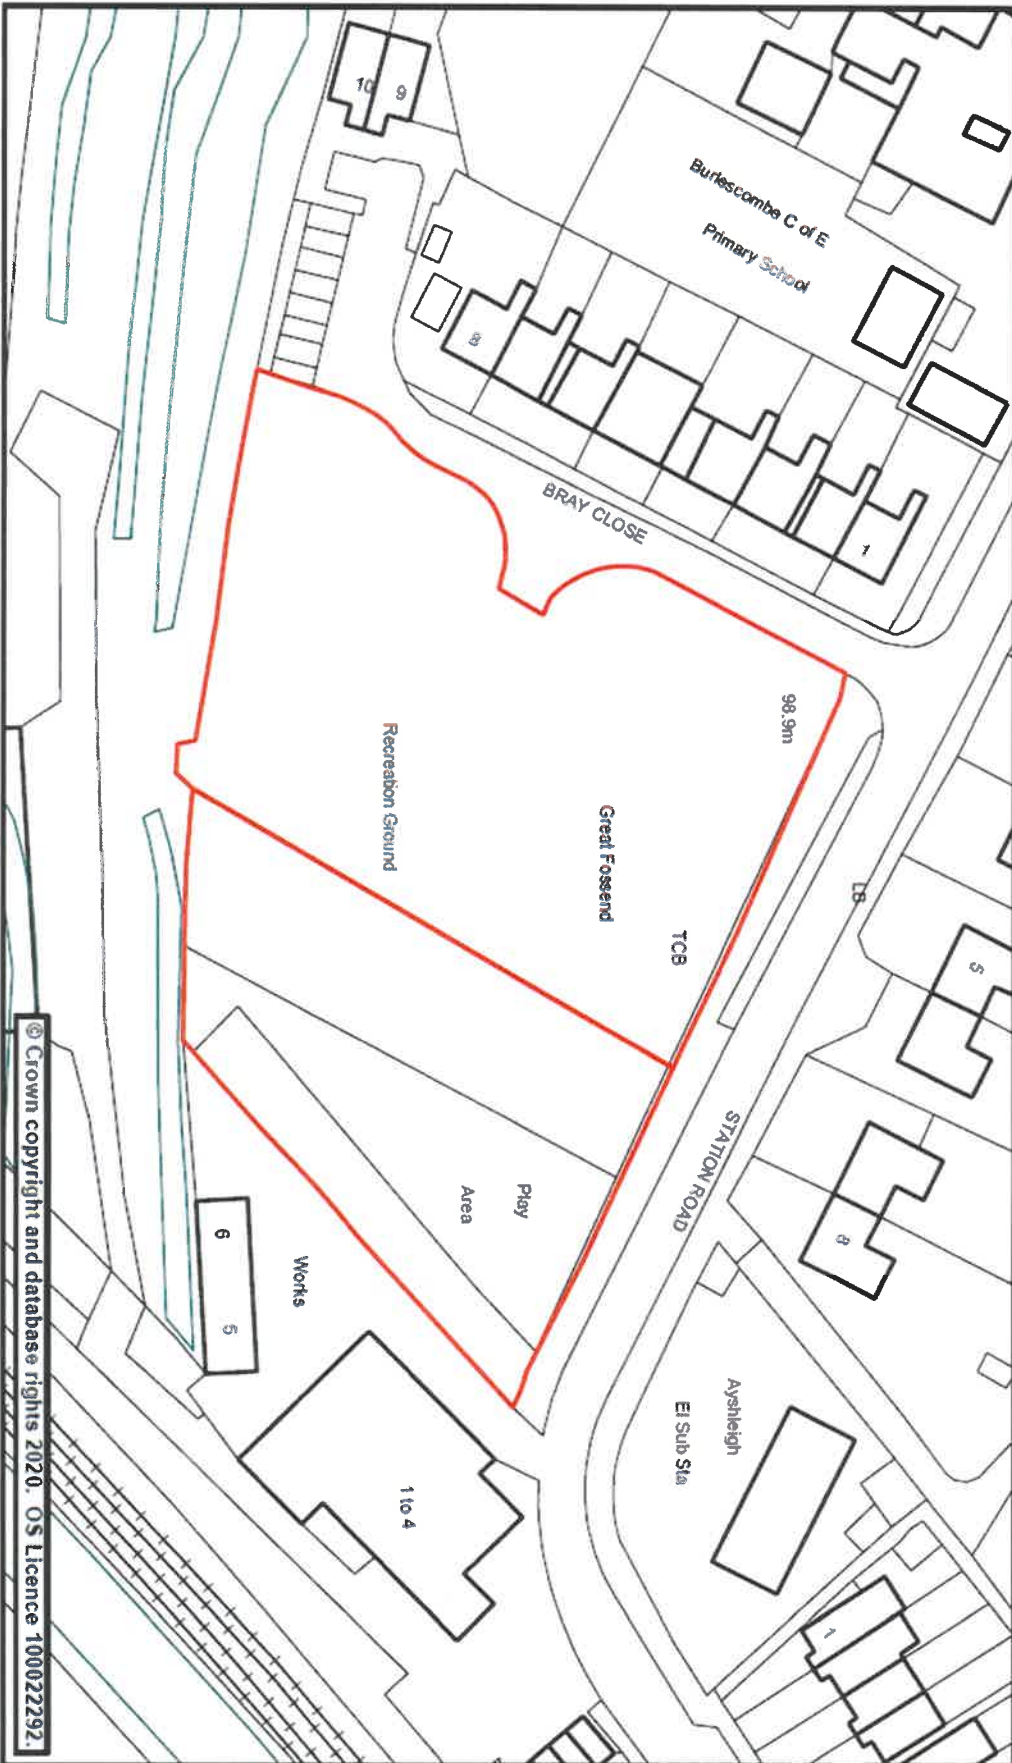 10
9
Burlescombe C of E
Primary School
8
BRAY CLOSE
1
98.9m
Great Fossend
Recreation Ground
TCB
LB
5
STATION ROAD
8
Play
Area
6
5
Works
Ayshleigh
El Sub Sta
1 to 4
1
© Crown copyright and database rights 2020. OS Licence 100022292.